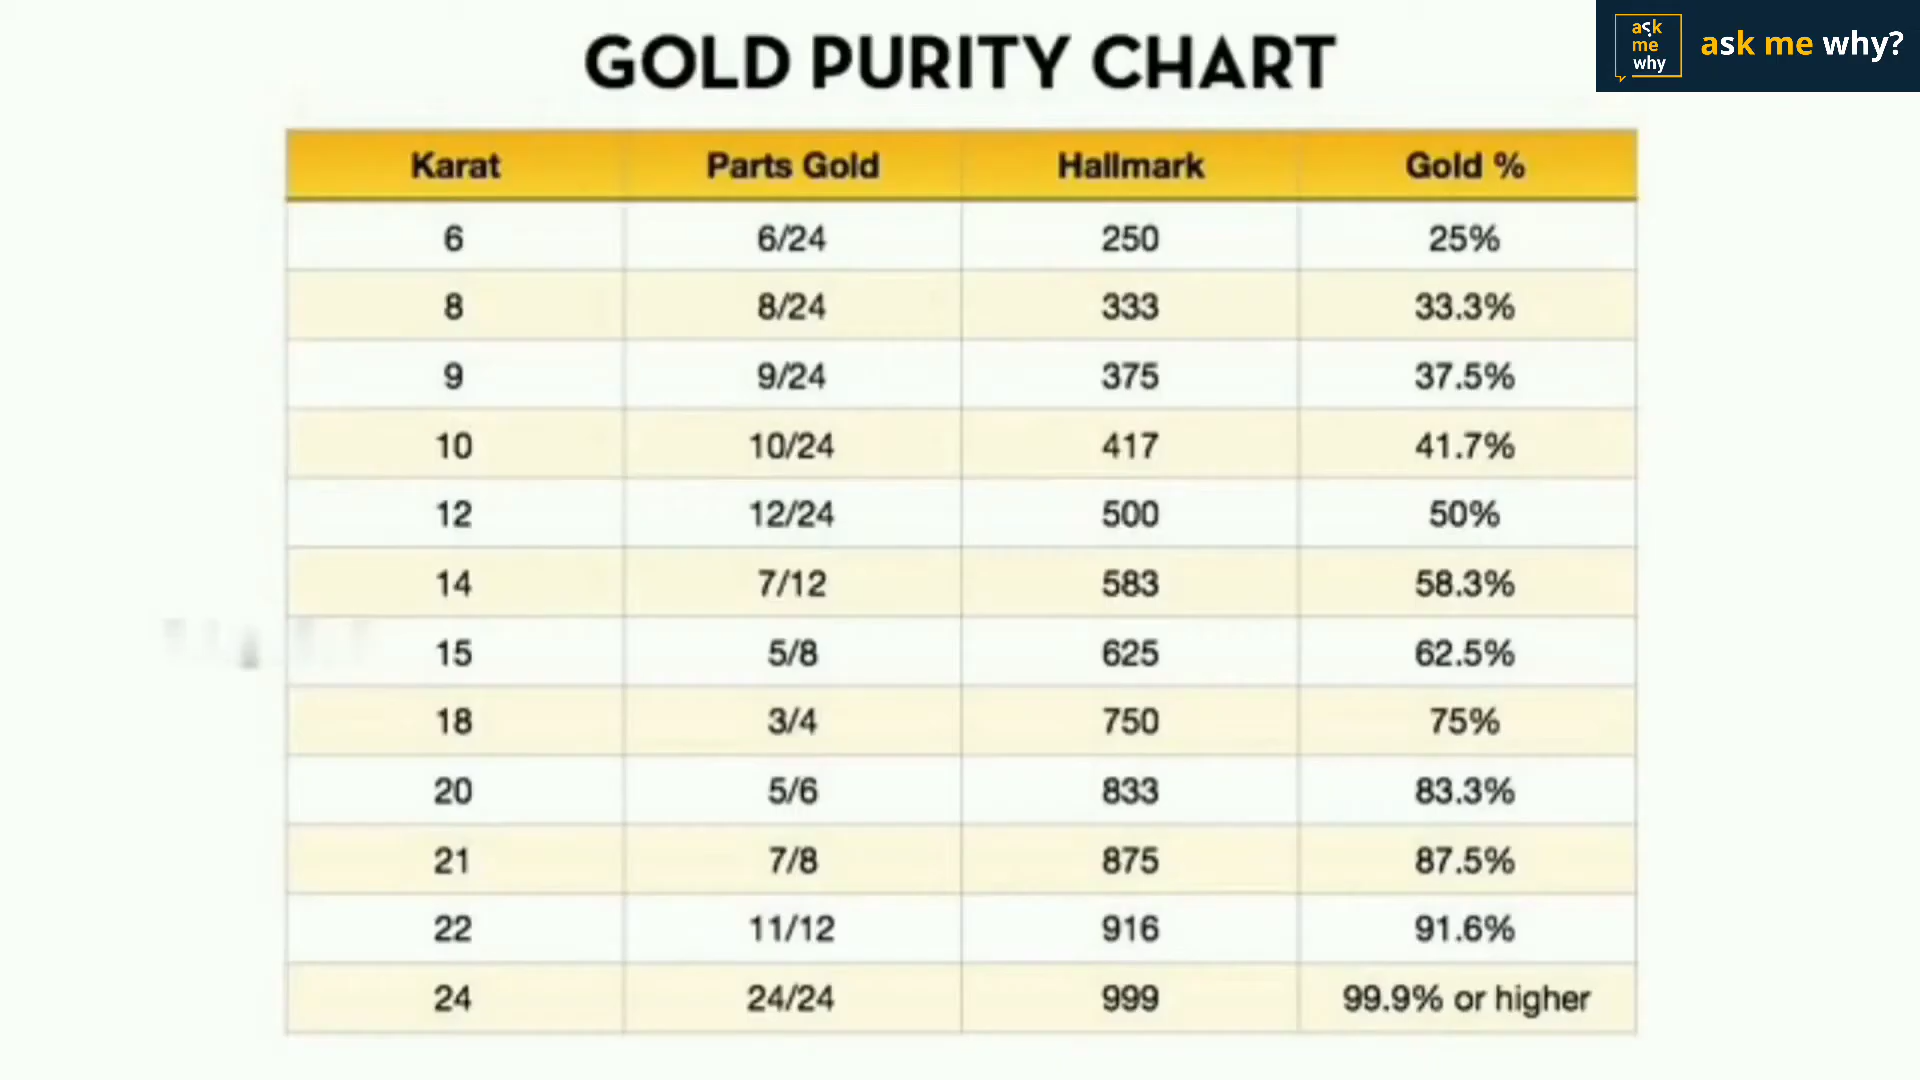 GOLD PURITY CHART
ask
me
why
ask me why?
Karat Parts Gold Hallmark Gold %
6 6/24 250 25%
8 8/24 333 33.3%
9 9/24 375 37.5%
10 10/24 417 41.7%
12 12/24 500 50%
14 7/12 583 58.3%
15 5/8 625 62.5%
18 3/4 750 75%
20 5/6 833 83.3%
21 7/8 875 87.5%
22 11/12 916 91.6%
24 24/24 999 99.9% or higher